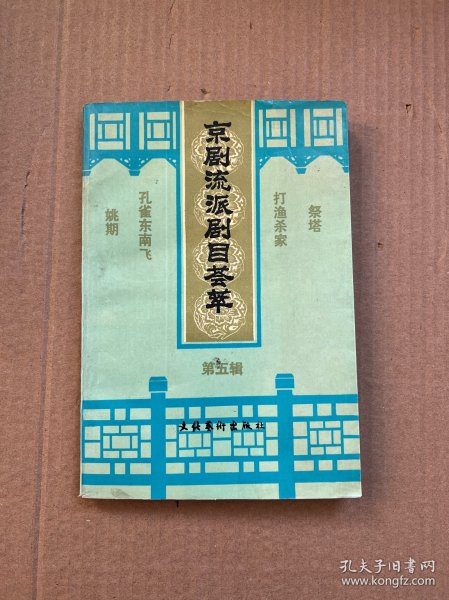 京剧流派剧目荟萃
祭塔
打渔杀家
孔雀东南飞
姚期
第五辑
文化艺术出版社
孔夫子旧书网
www.kongfz.com